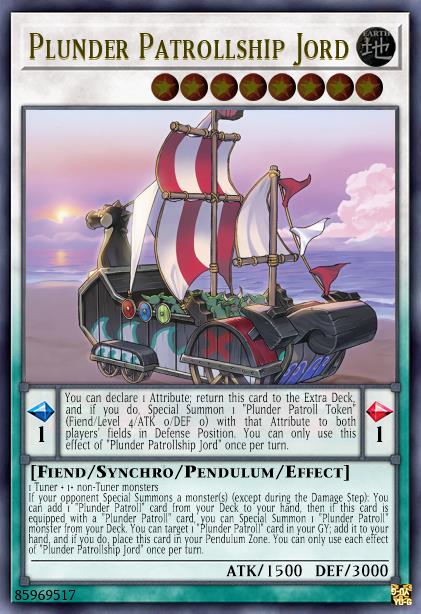 PLUNDER PATROLLSHIP JORD
EARTH
地
You can declare 1 Attribute; return this card to the Extra Deck,
and if you do, Special Summon 1 "Plunder Patroll Token"
(Fiend/Level 4/ATK 0/DEF 0) with that Attribute to both
players' fields in Defense Position. You can only use this
effect of "Plunder Patrollship Jord" once per turn.
1
1
[FIEND/SYNCHRO/PENDULUM/EFFECT]
1 Tuner + 1+ non-Tuner monsters
If your opponent Special Summons a monster(s) (except during the Damage Step): You
can add 1 "Plunder Patroll" card from your Deck to your hand, then if this card is
equipped with a "Plunder Patroll" card, you can Special Summon 1 "Plunder Patroll"
monster from your Deck. You can target 1 "Plunder Patroll" card in your GY; add it to your
hand, and if you do, place this card in your Pendulum Zone. You can only use each effect
of "Plunder Patrollship Jord" once per turn.
ATK/1500 DEF/3000
85969517